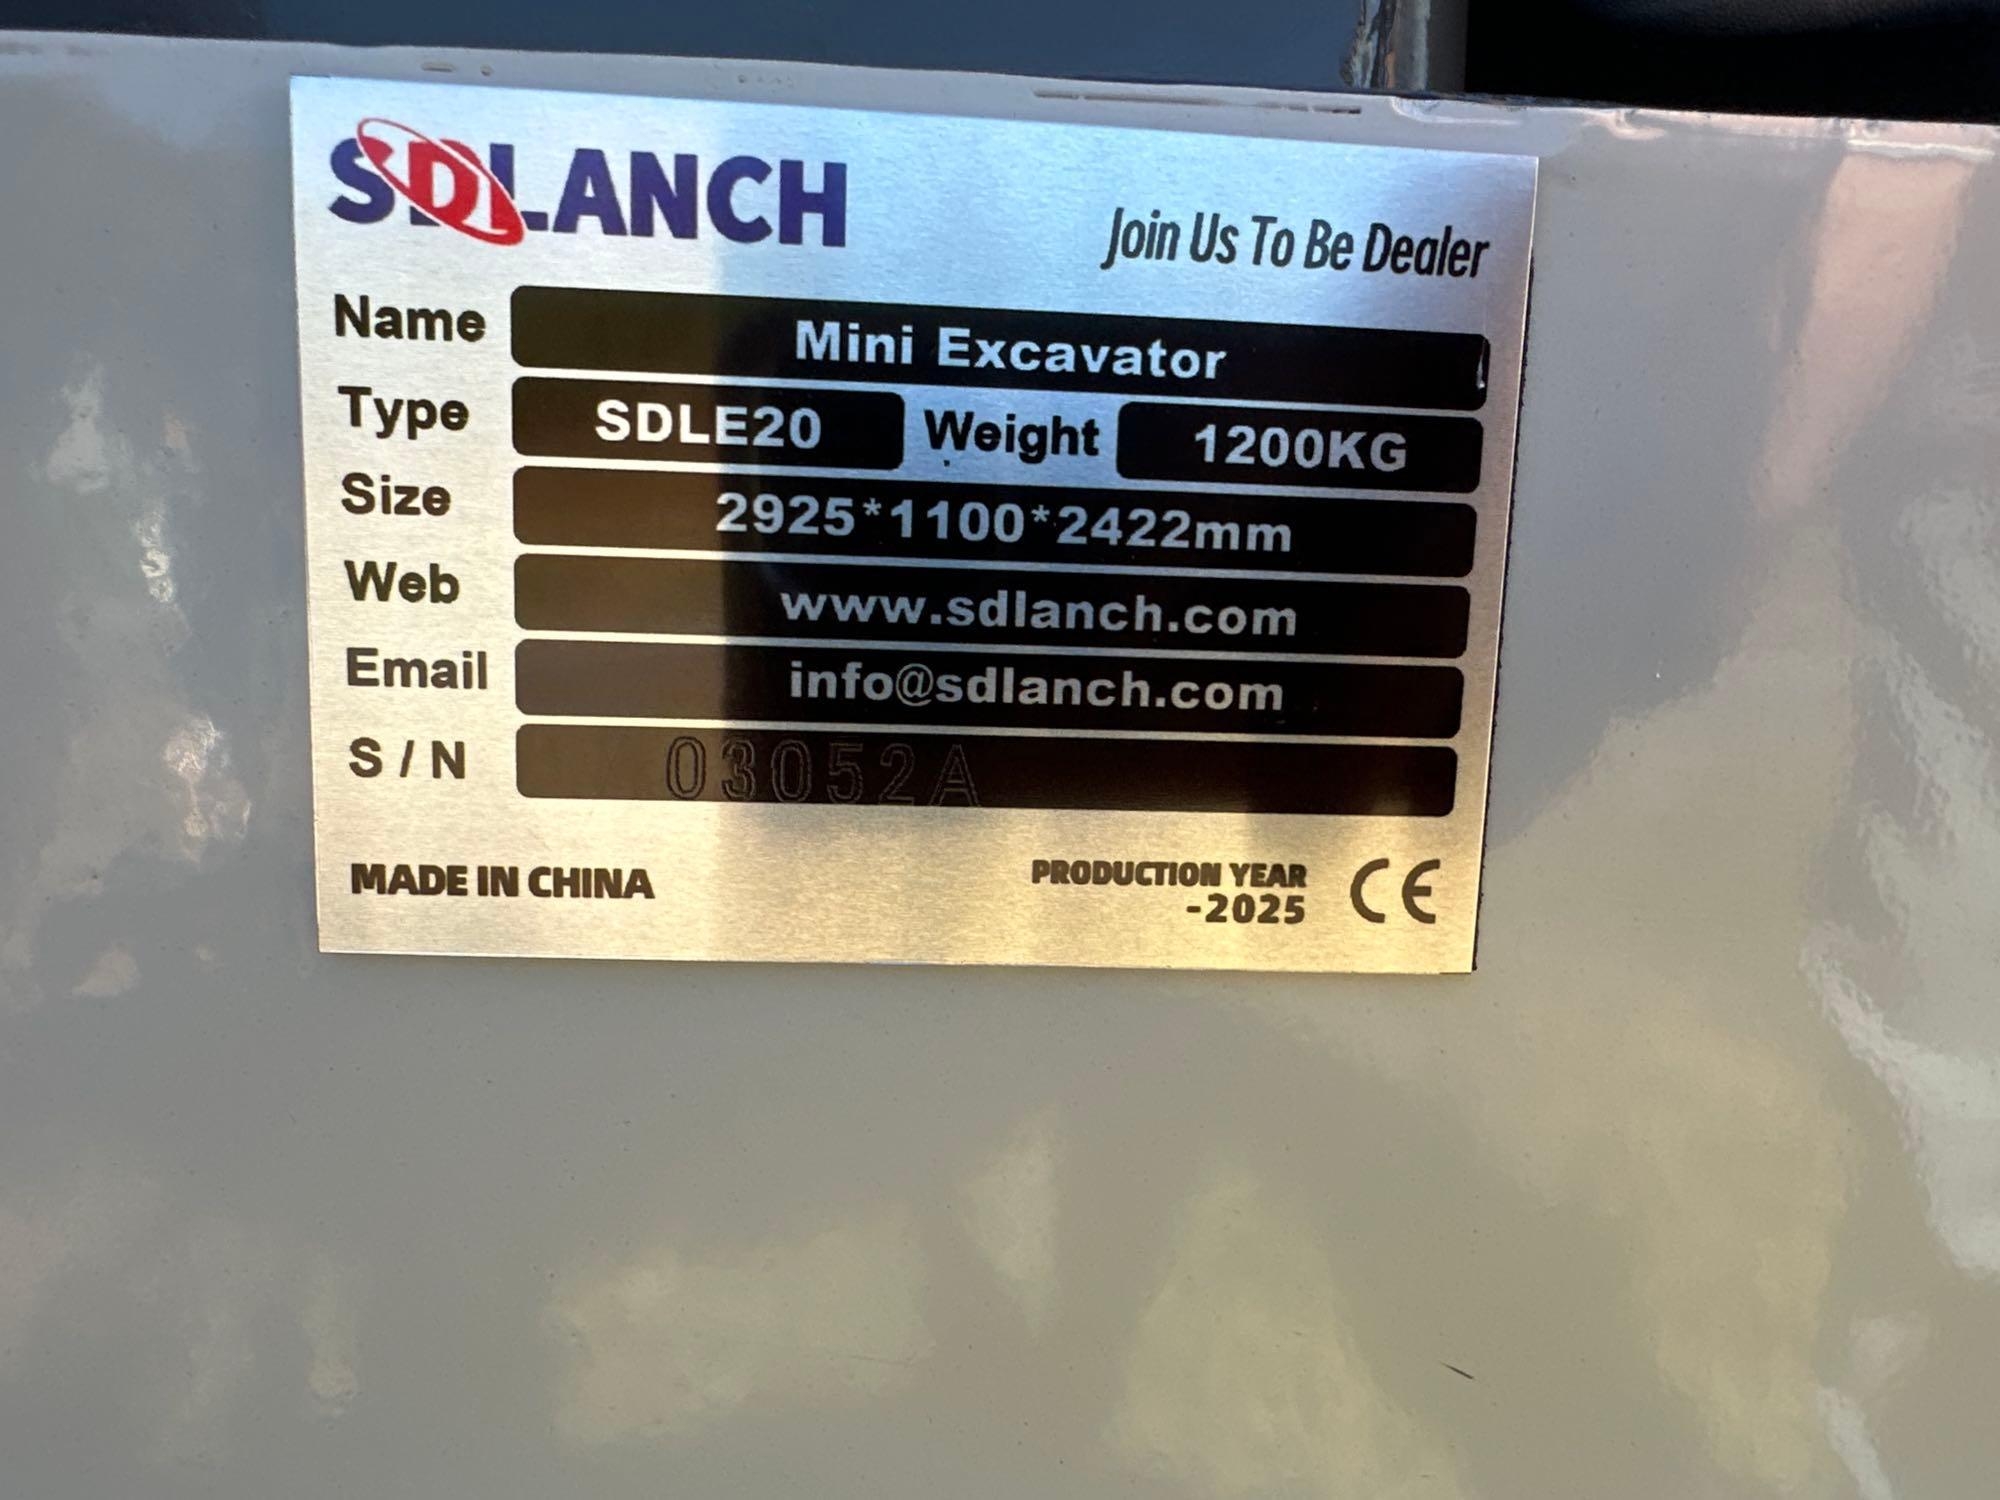 SDLANCH
Join Us To Be Dealer
Name Mini Excavator
Type SDLE20 Weight 1200KG
Size 2925*1100*2422mm
Web www.sdlanch.com
Email info@sdlanch.com
S / N 03052A
MADE IN CHINA
PRODUCTION YEAR
-2025
CE